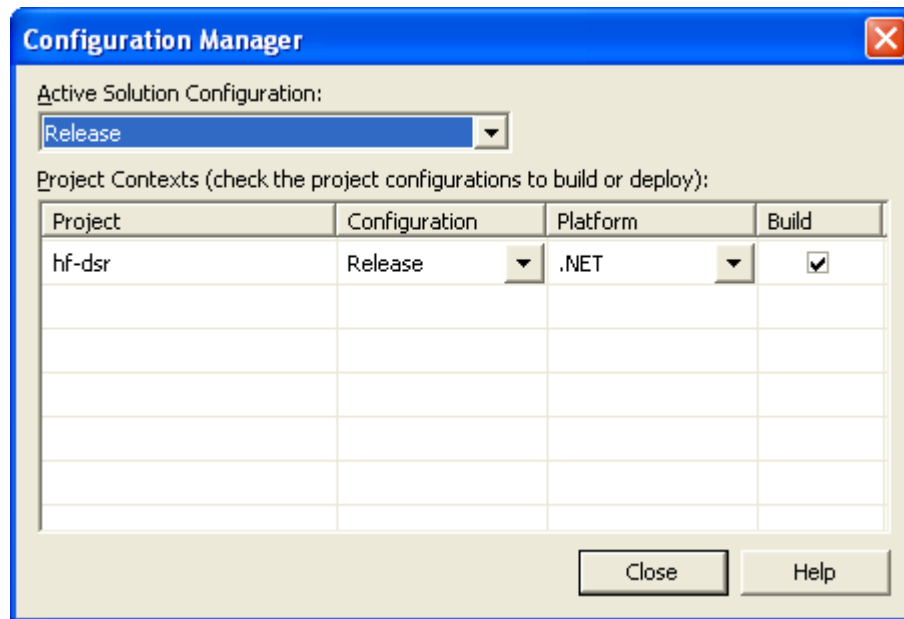 Configuration Manager
Active Solution Configuration:
Release
Project Contexts (check the project configurations to build or deploy):
Project Configuration Platform Build
hf-dsr Release .NET
Close Help